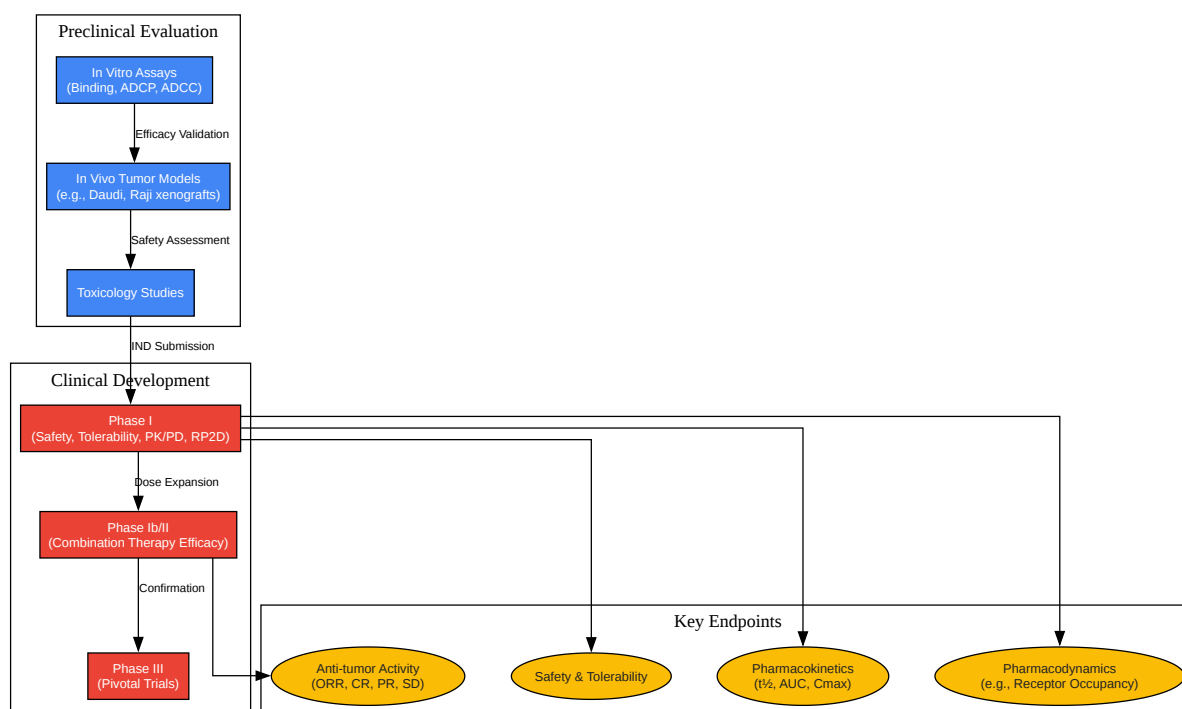 Preclinical Evaluation
In Vitro Assays
(Binding, ADCP, ADCC)
Efficacy Validation
In Vivo Tumor Models
(e.g., Daudi, Raji xenografts)
Safety Assessment
Toxicology Studies
IND Submission
Clinical Development
Phase I
(Safety, Tolerability, PK/PD, RP2D)
Dose Expansion
Phase Ib/II
(Combination Therapy Efficacy)
Confirmation
Phase III
(Pivotal Trials)
Key Endpoints
Anti-tumor Activity
(ORR, CR, PR, SD)
Safety & Tolerability
Pharmacokinetics
(t½, AUC, Cmax)
Pharmacodynamics
(e.g., Receptor Occupancy)